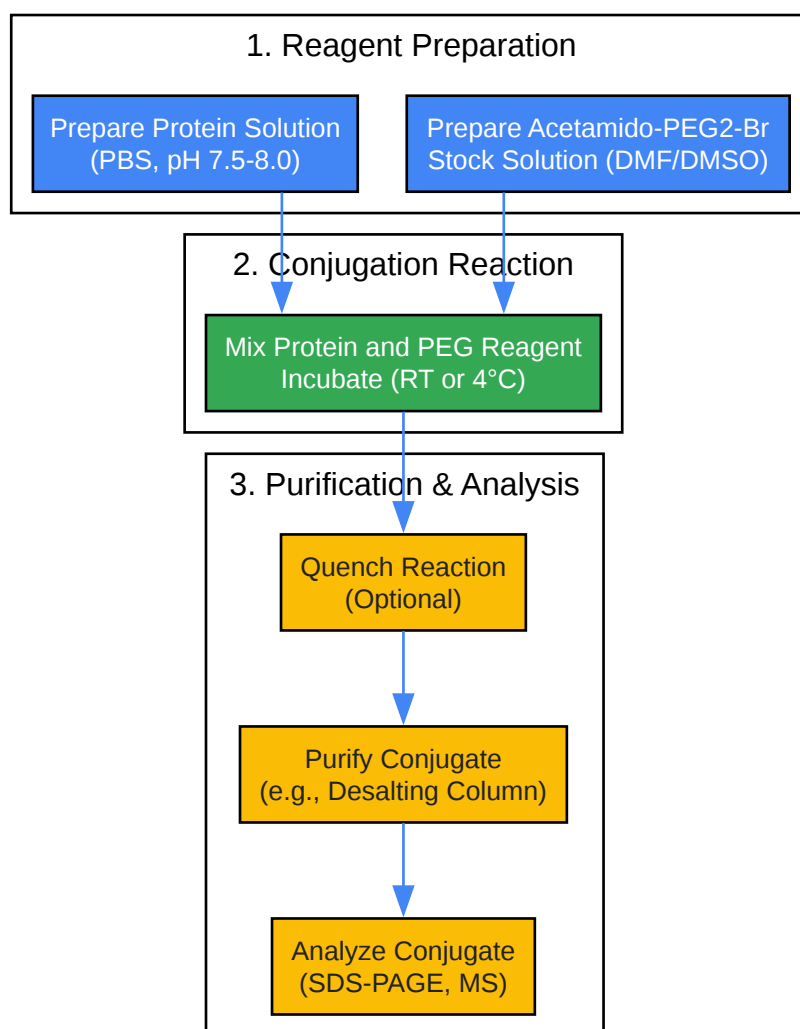 1. Reagent Preparation
Prepare Protein Solution
(PBS, pH 7.5-8.0)
Prepare Acetamido-PEG2-Br
Stock Solution (DMF/DMSO)
2. Conjugation Reaction
Mix Protein and PEG Reagent
Incubate (RT or 4°C)
3. Purification & Analysis
Quench Reaction
(Optional)
Purify Conjugate
(e.g., Desalting Column)
Analyze Conjugate
(SDS-PAGE, MS)